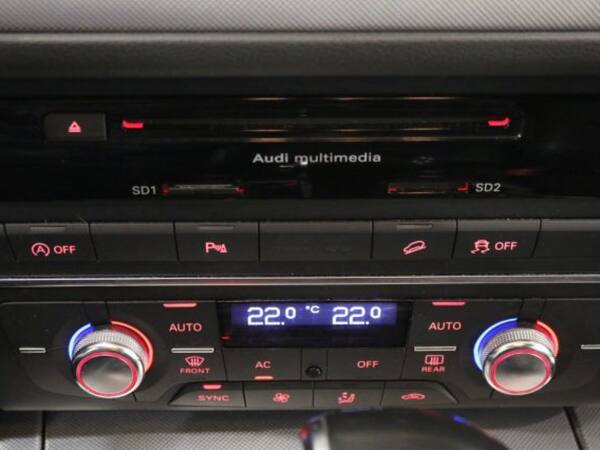 Audi multimedia
SD1 SD2
A OFF P OFF
AUTO 22.0 °C 22.0 AUTO
FRONT AC OFF REAR
SYNC